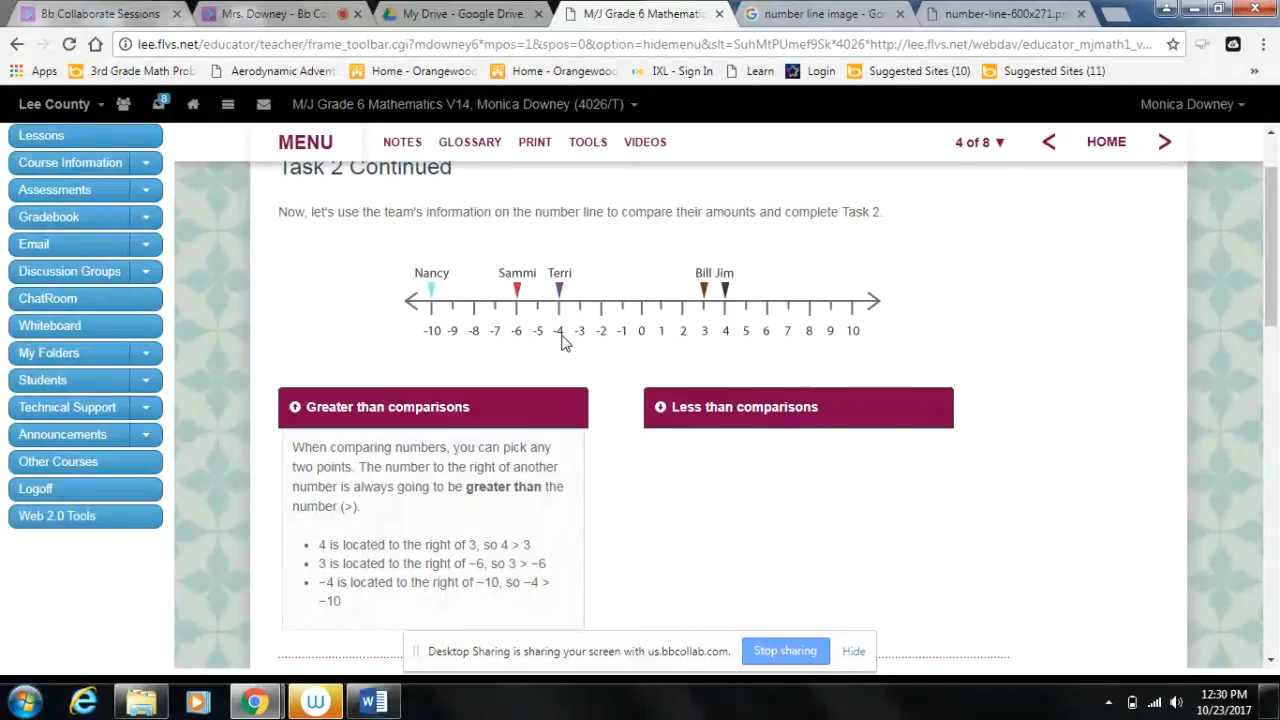 Bb Collaborate Sessions
Mrs. Downey - Bb Co
My Drive - Google Drive
M/J Grade 6 Mathematic
number line image - Go
number-line-600x271.p
lee.flvs.net/educator/teacher/frame_toolbar.cgi?mdowney6*mpos=1&spos=0&option=hidemenu&slt=SuhMtPUmef9Sk*4026*http://lee.flvs.net/webdav/educator_mjmath1_v...
Apps
3rd Grade Math Prob
Aerodynamic Advent
Home - Orangewood
Home - Orangewood
IXL - Sign In
Learn
Login
Suggested Sites (10)
Suggested Sites (11)
»
Lee County
8
M/J Grade 6 Mathematics V14, Monica Downey (4026/T)
Monica Downey
Lessons
Course Information
Assessments
Gradebook
Email
Discussion Groups
ChatRoom
Whiteboard
My Folders
Students
Technical Support
Announcements
Other Courses
Logoff
Web 2.0 Tools
MENU
NOTES
GLOSSARY
PRINT
TOOLS
VIDEOS
4 of 8 ▼
<
HOME
>
Task 2 Continued
Now, let's use the team's information on the number line to compare their amounts and complete Task 2.
Nancy Sammi Terri Bill Jim
-10 -9 -8 -7 -6 -5 -4 -3 -2 -1 0 1 2 3 4 5 6 7 8 9 10
Greater than comparisons
When comparing numbers, you can pick any
two points. The number to the right of another
number is always going to be greater than the
number (>).
• 4 is located to the right of 3, so 4 > 3
• 3 is located to the right of −6, so 3 > −6
• −4 is located to the right of −10, so −4 >
−10
Less than comparisons
Desktop Sharing is sharing your screen with us.bbcollab.com.
Stop sharing
Hide
12:30 PM
10/23/2017